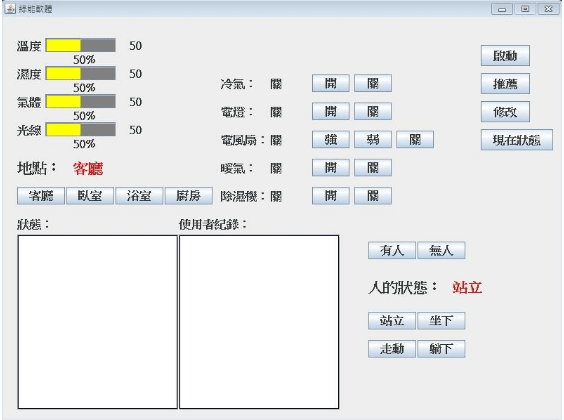 綠能軟體
溫度 50
50%
濕度 50
50%
氣體 50
50%
光線 50
50%
地點： 客廳
客廳 臥室 浴室 廚房
冷氣： 關 開 關
電燈： 關 開 關
電風扇： 關 強 弱 關
暖氣： 關 開 關
除濕機： 關 開 關
啟動
推薦
修改
現在狀態
狀態：
使用者紀錄：
有人 無人
人的狀態： 站立
站立 坐下
走動 躺下